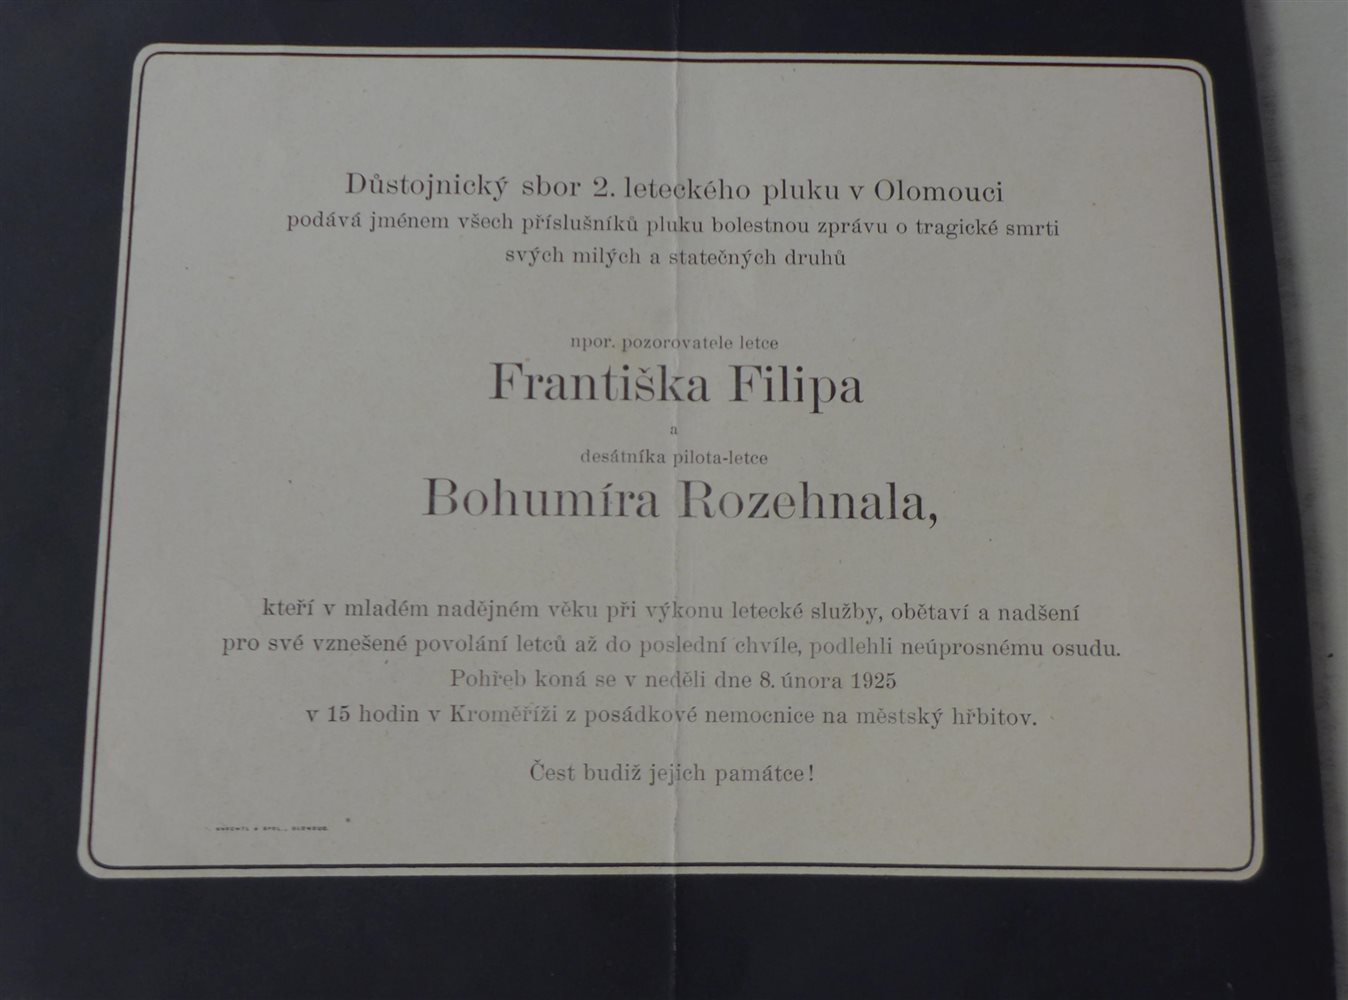 Důstojnický sbor 2. leteckého pluku v Olomouci
podává jménem všech příslušníků pluku bolestnou zprávu o tragické smrti
svých milých a statečných druhů
npor. pozorovatele letce
Františka Filipa
a
desátníka pilota-letce
Bohumíra Rozehnala,
kteří v mladém nadějném věku při výkonu letecké služby, obětaví a nadšení
pro své vznešené povolání letců až do poslední chvíle, podlehli neúprosnému osudu.
Pohřeb koná se v neděli dne 8. února 1925
v 15 hodin v Kroměříži z posádkové nemocnice na městský hřbitov.
Čest budiž jejich památce!
& SPOL., OLOMOUC.